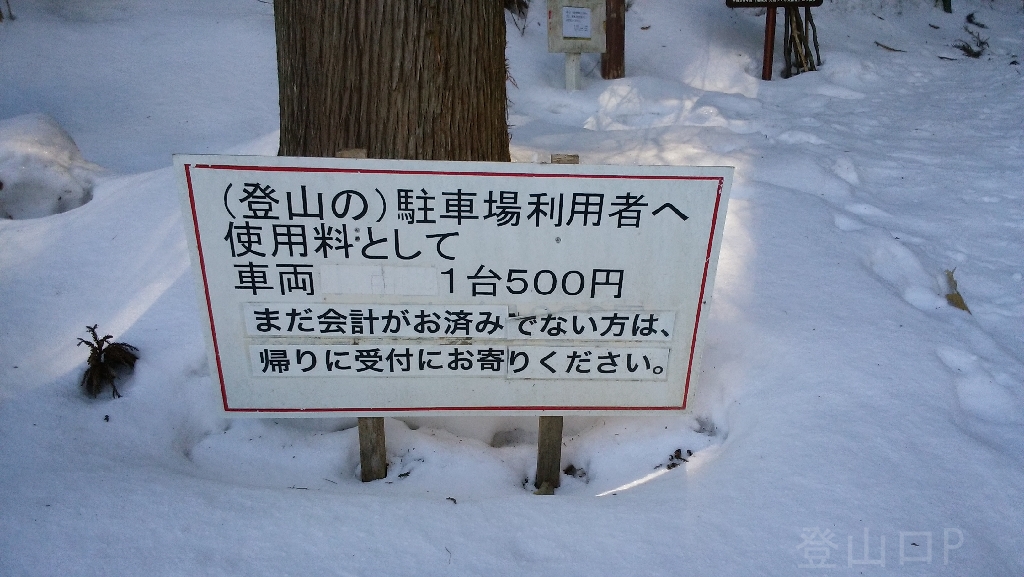 (登山の)駐車場利用者へ
使用料として
車両 1台500円
まだ会計がお済みでない方は、
帰りに受付にお寄りください。
登山口P